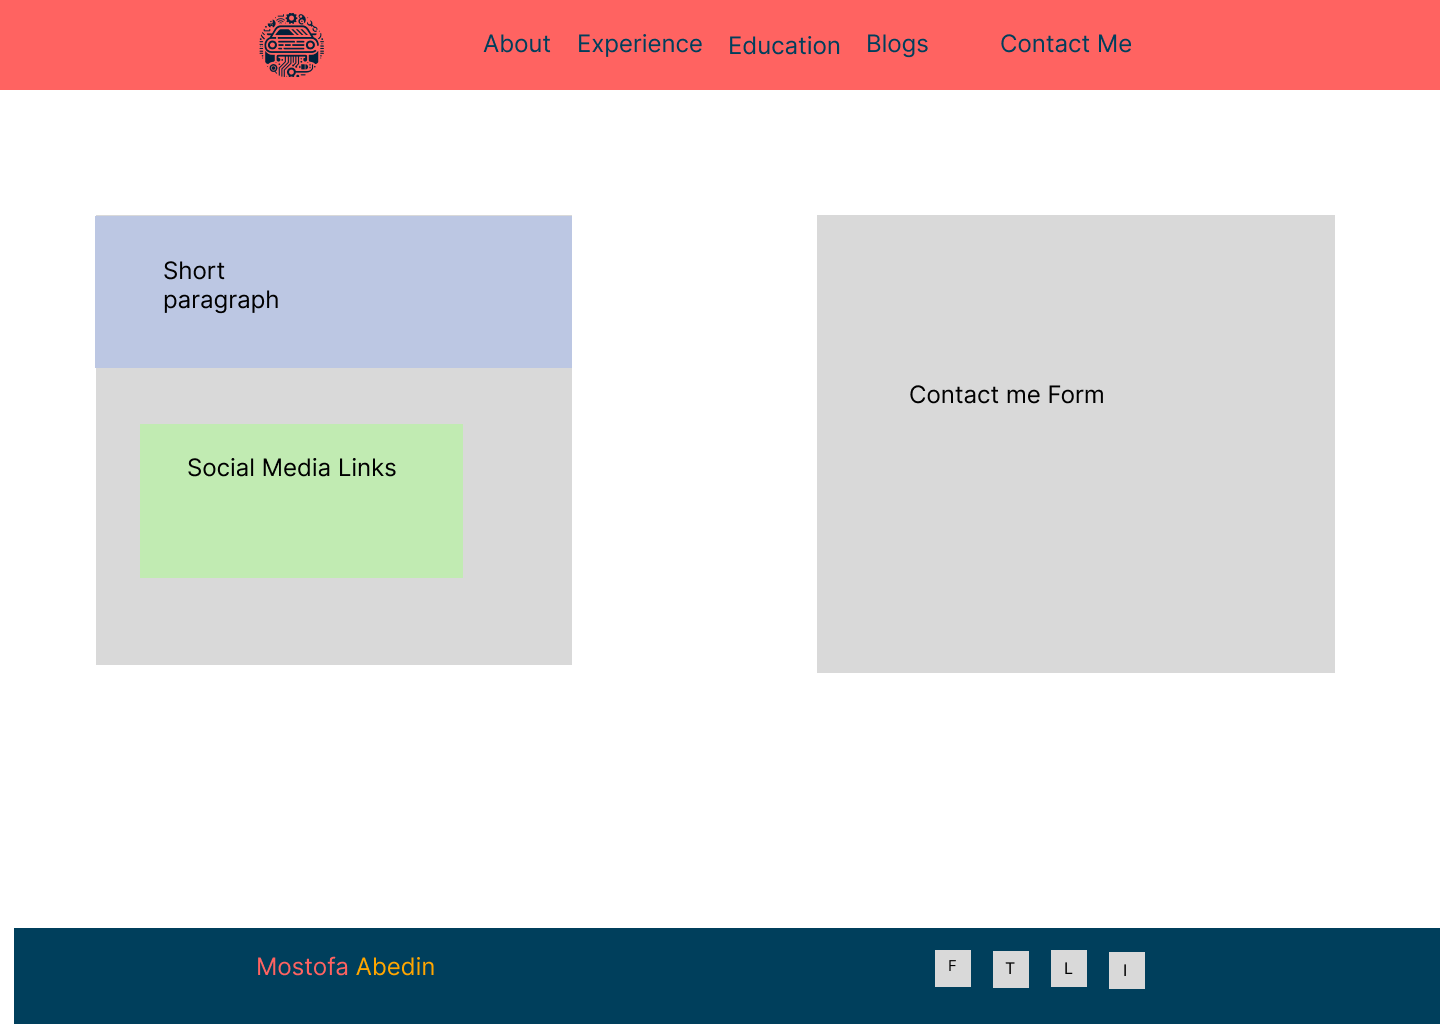 About Experience Education Blogs Contact Me
Short
paragraph
Social Media Links
Contact me Form
Mostofa Abedin
F T L I